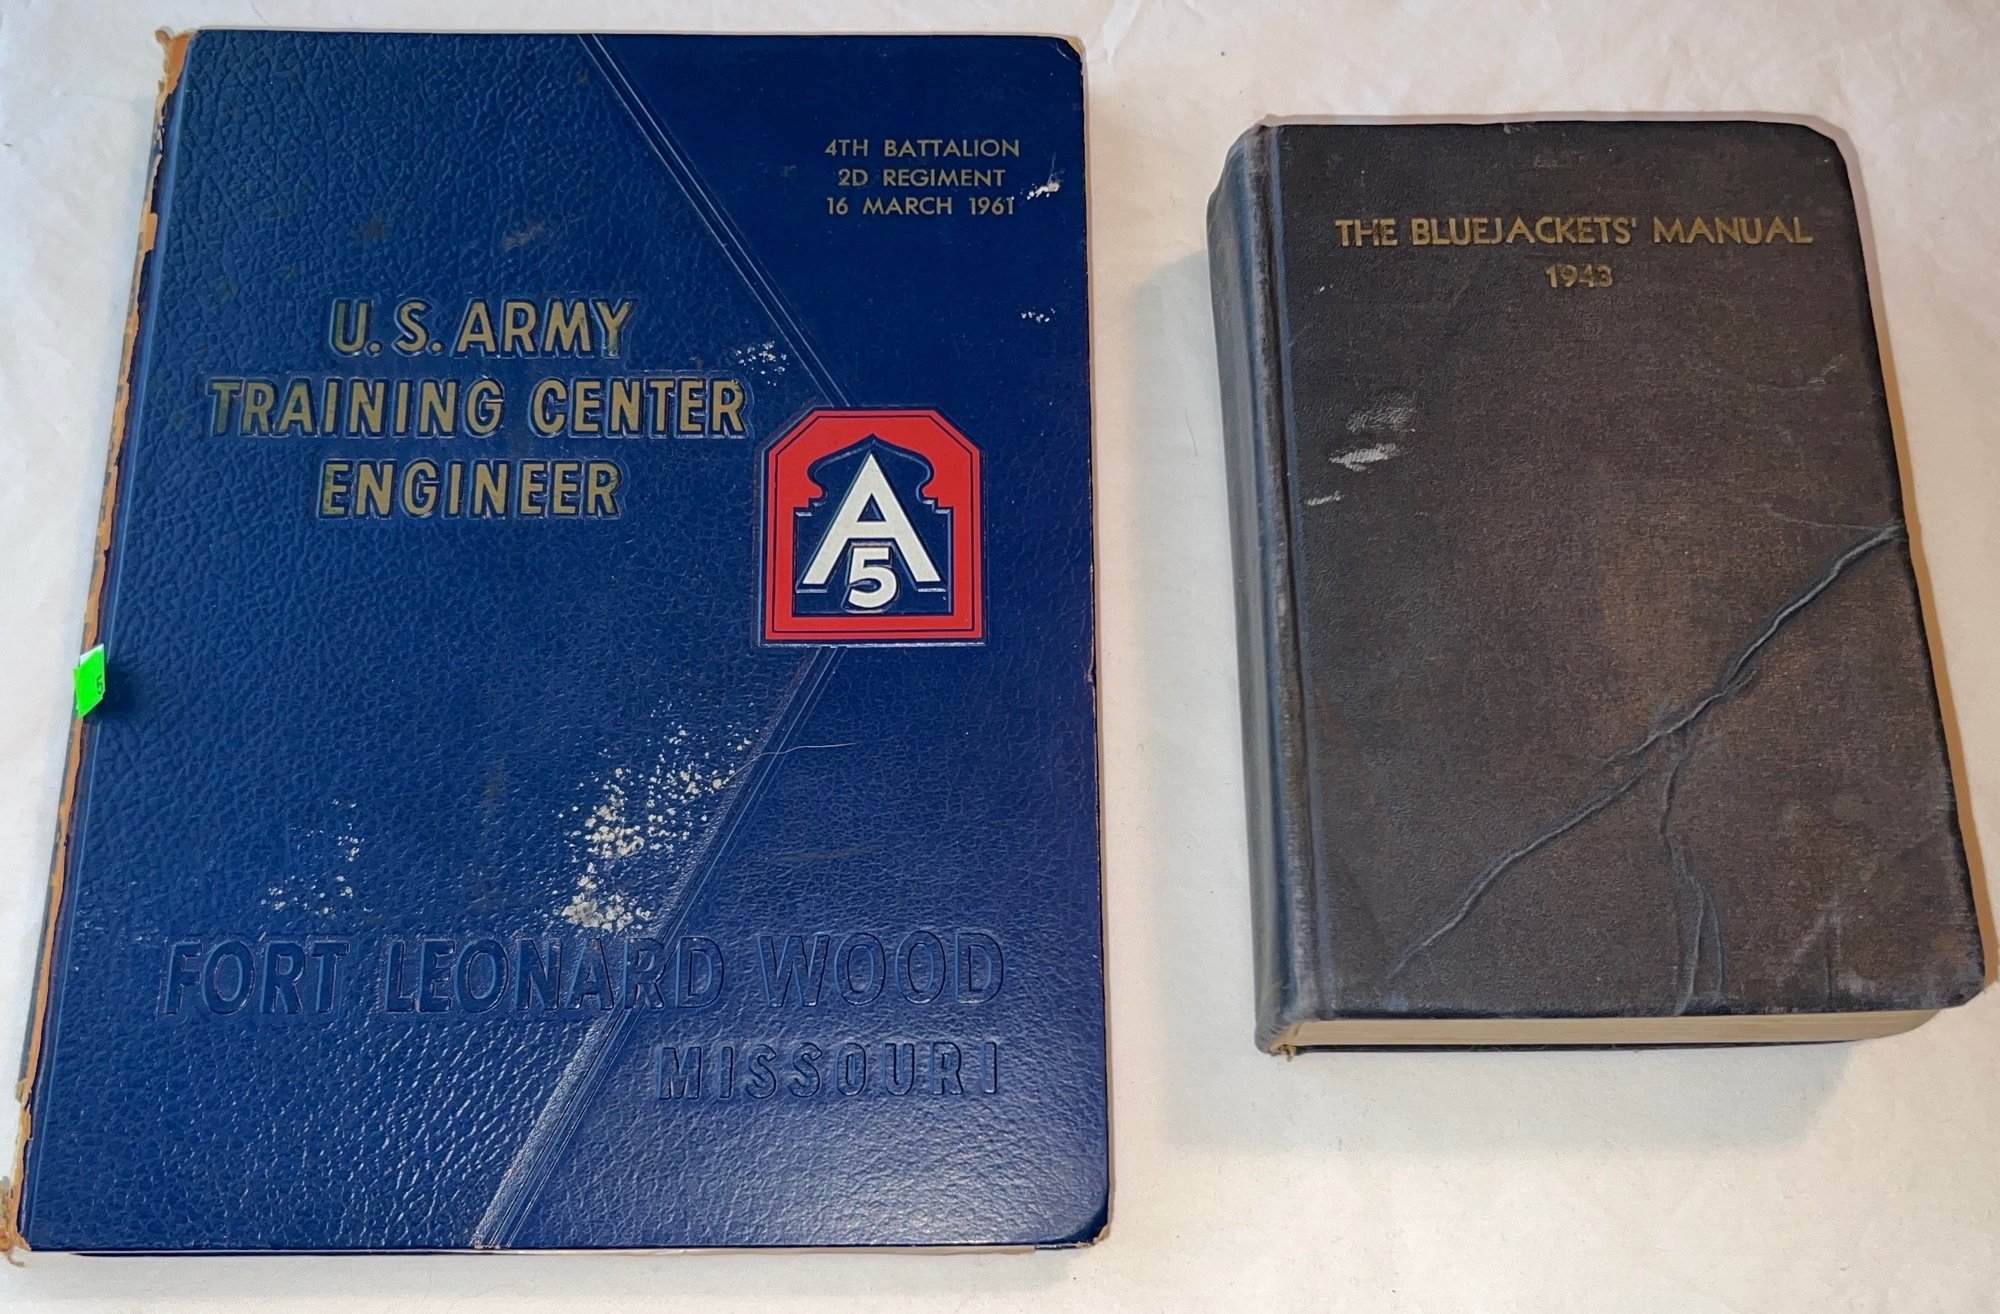 4TH BATTALION
2D REGIMENT
16 MARCH 1961
U.S. ARMY
TRAINING CENTER
ENGINEER
A
5
5
FORT LEONARD WOOD
MISSOURI
THE BLUEJACKETS' MANUAL
1943